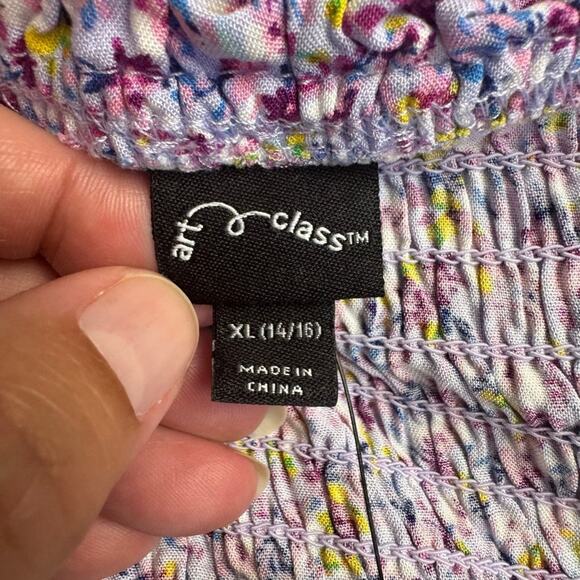 art class™
XL (14/16)
MADE IN
CHINA